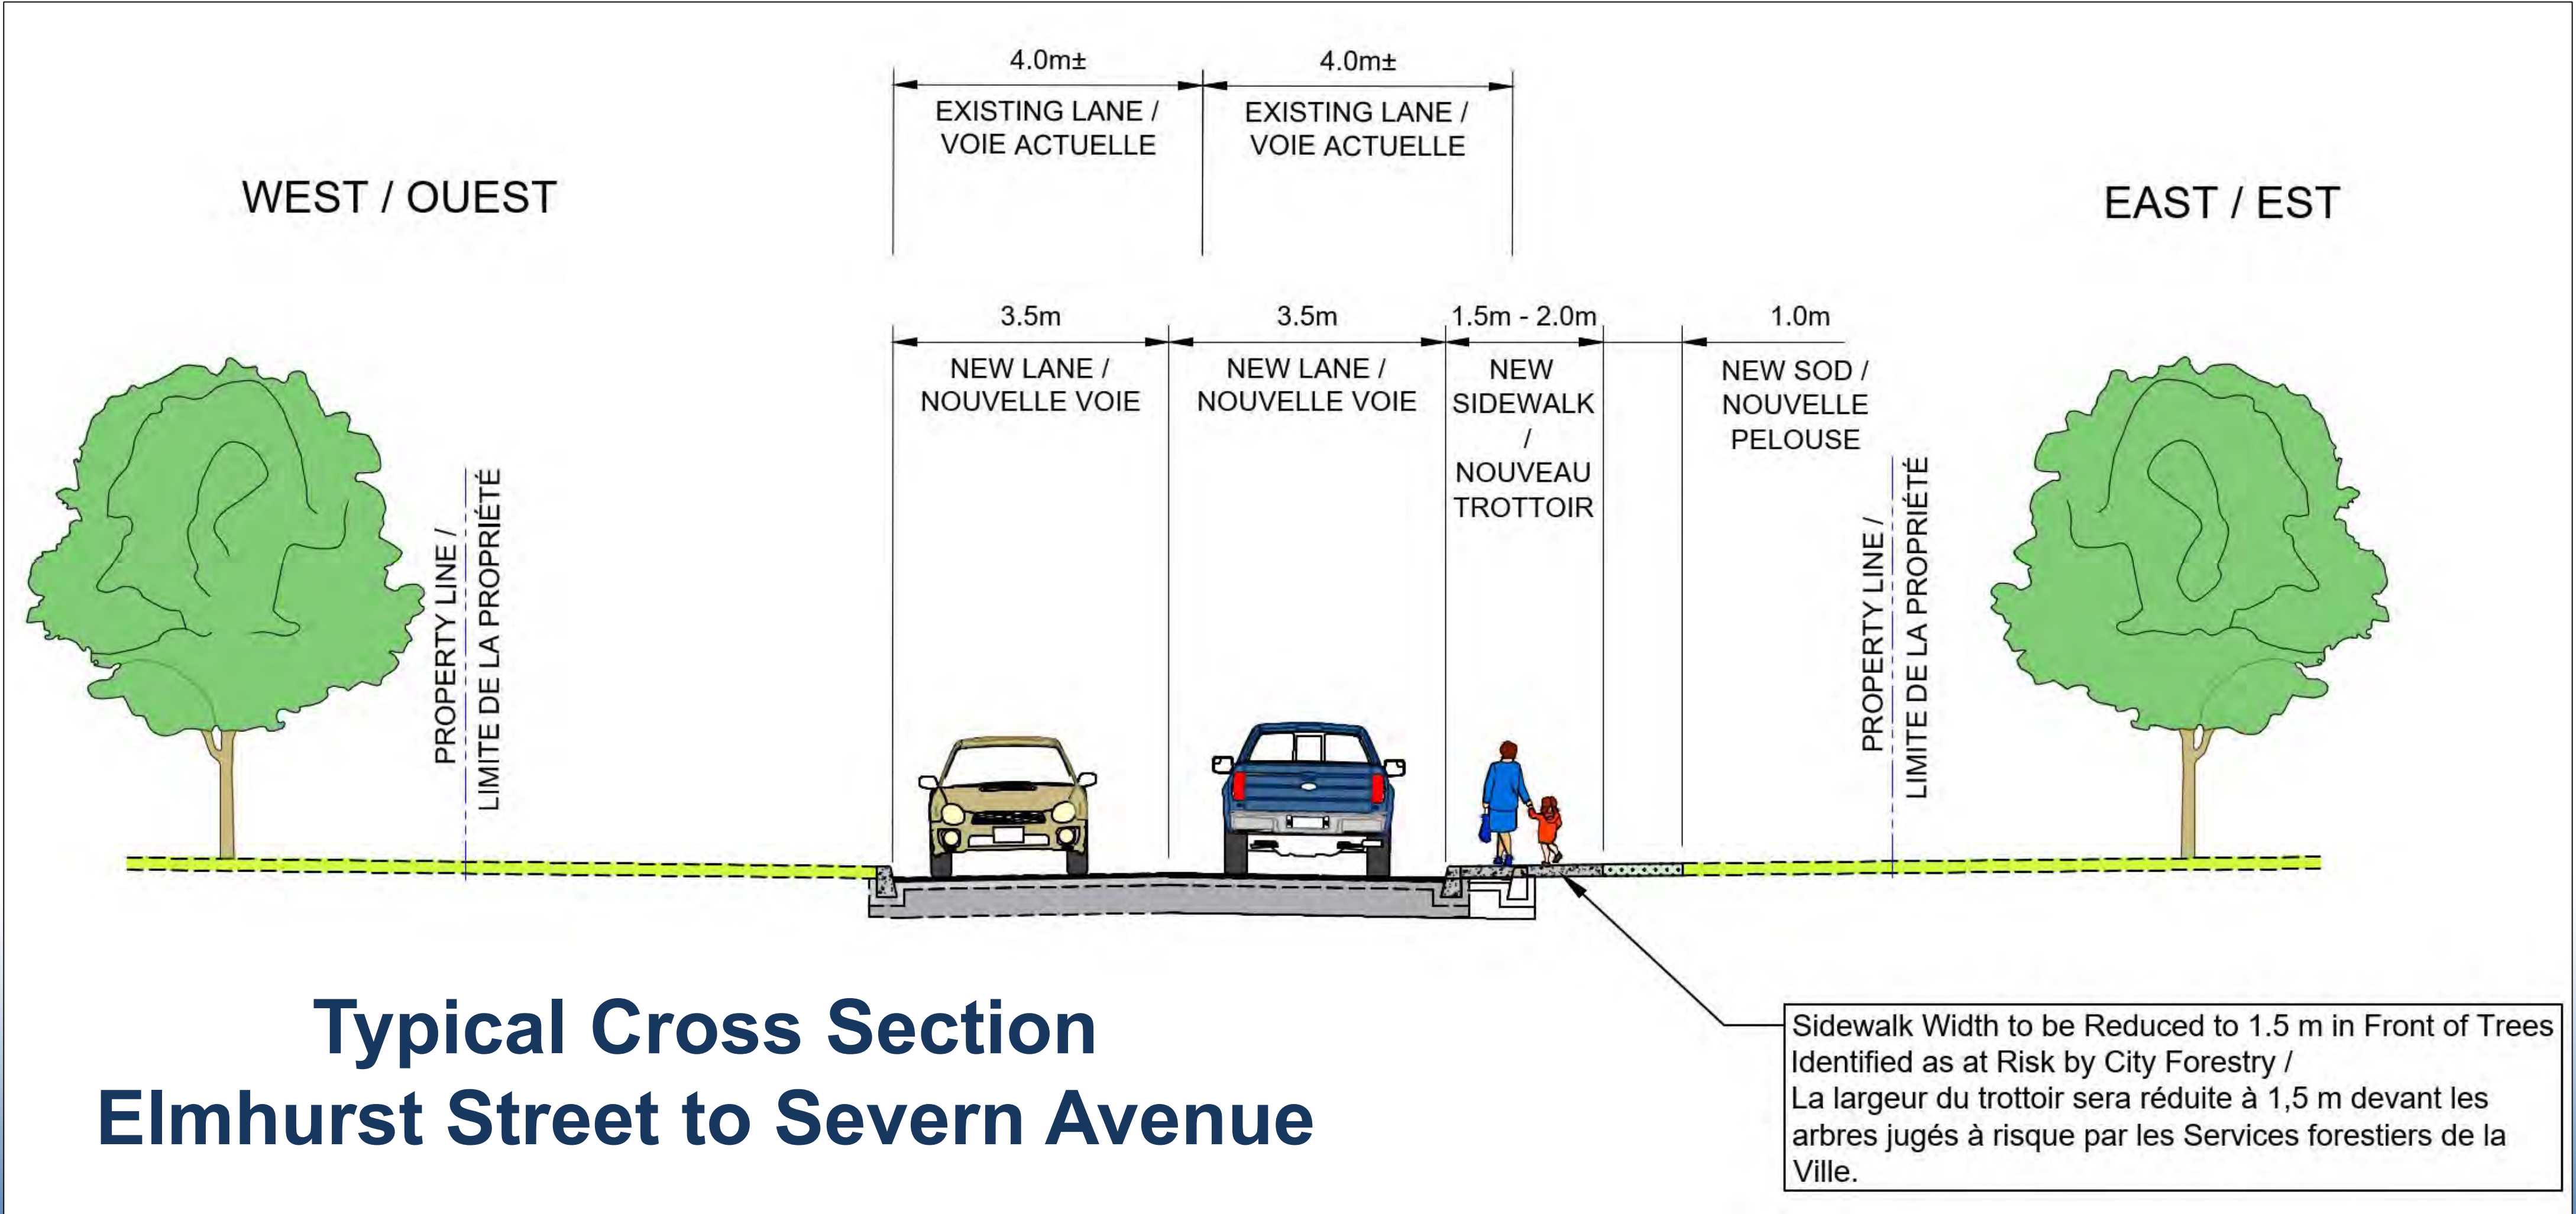 4.0m±
4.0m±
EXISTING LANE /
VOIE ACTUELLE
EXISTING LANE /
VOIE ACTUELLE
WEST / OUEST
EAST / EST
3.5m
3.5m
1.5m - 2.0m
1.0m
NEW LANE /
NOUVELLE VOIE
NEW LANE /
NOUVELLE VOIE
NEW
SIDEWALK
/
NOUVEAU
TROTTOIR
NEW SOD /
NOUVELLE
PELOUSE
PROPERTY LINE /
LIMITE DE LA PROPRIÉTÉ
PROPERTY LINE /
LIMITE DE LA PROPRIÉTÉ
Typical Cross Section
Elmhurst Street to Severn Avenue
Sidewalk Width to be Reduced to 1.5 m in Front of Trees
Identified as at Risk by City Forestry /
La largeur du trottoir sera réduite à 1,5 m devant les
arbres jugés à risque par les Services forestiers de la
Ville.